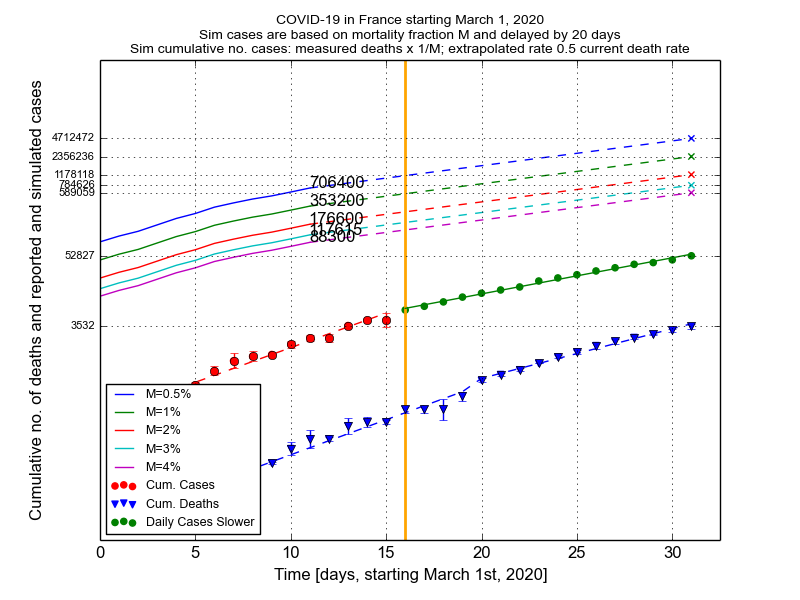 COVID-19 in France starting March 1, 2020
Sim cases are based on mortality fraction M and delayed by 20 days
Sim cumulative no. cases: measured deaths x 1/M; extrapolated rate 0.5 current death rate
Cumulative no. of deaths and reported and simulated cases
4712472
2356236
1178118
784626
589059
52827
3532
706400
353200
176600
117615
88300
M=0.5%
M=1%
M=2%
M=3%
M=4%
Cum. Cases
Cum. Deaths
Daily Cases Slower
0 5 10 15 20 25 30
Time [days, starting March 1st, 2020]